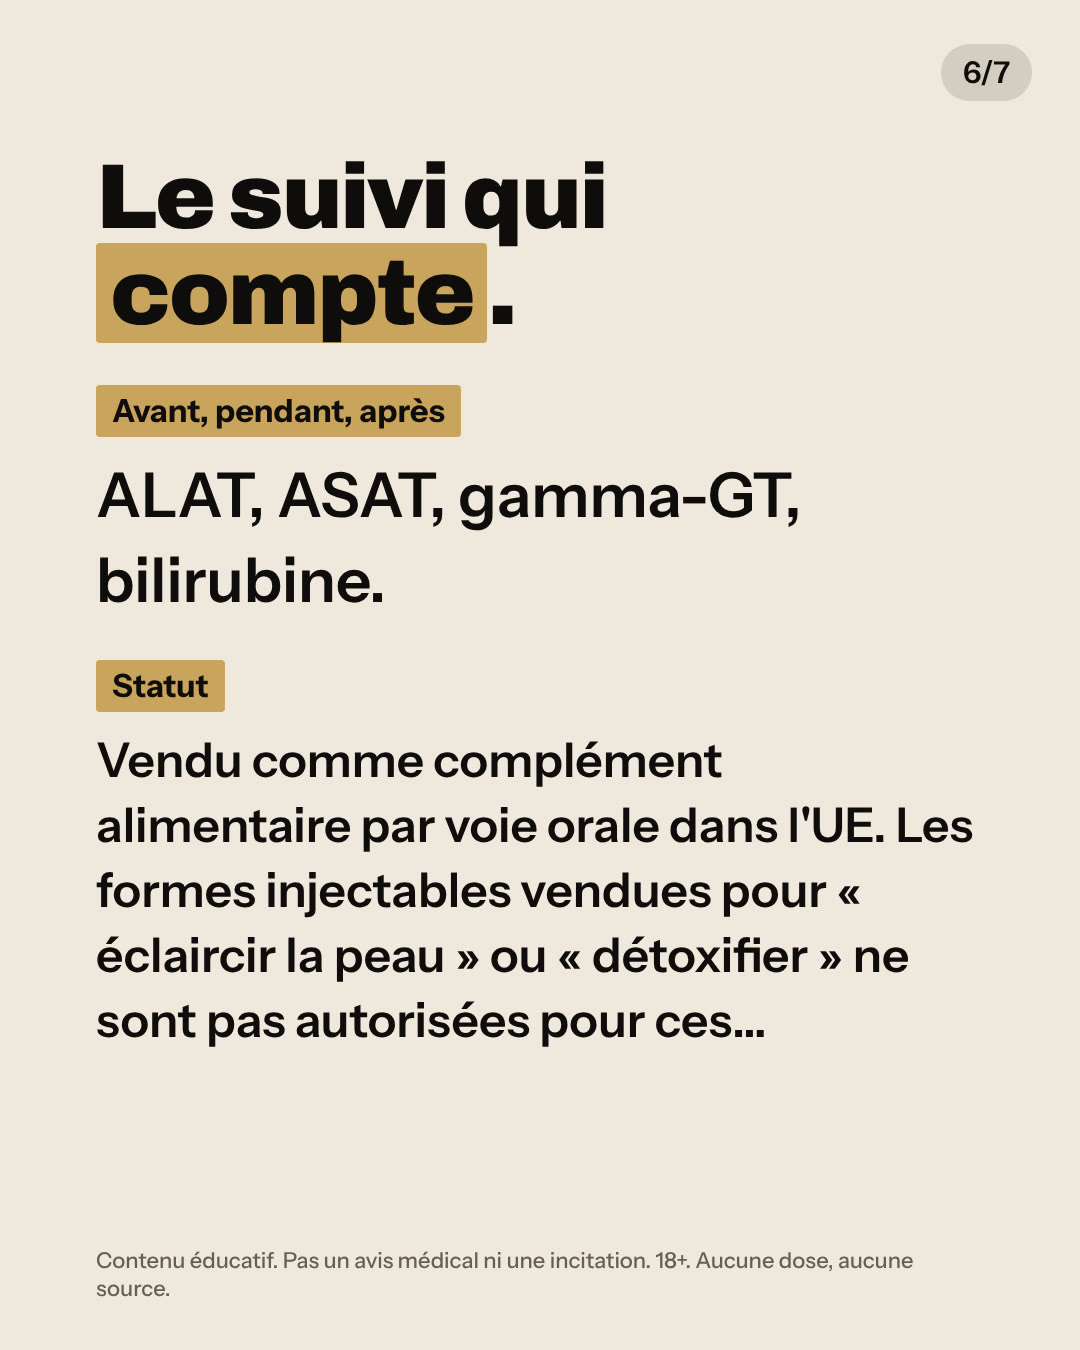 6/7
Le suivi qui
compte.
Avant, pendant, après
ALAT, ASAT, gamma-GT,
bilirubine.
Statut
Vendu comme complément
alimentaire par voie orale dans l'UE. Les
formes injectables vendues pour «
éclaircir la peau » ou « détoxifier » ne
sont pas autorisées pour ces...
Contenu éducatif. Pas un avis médical ni une incitation. 18+. Aucune dose, aucune
source.